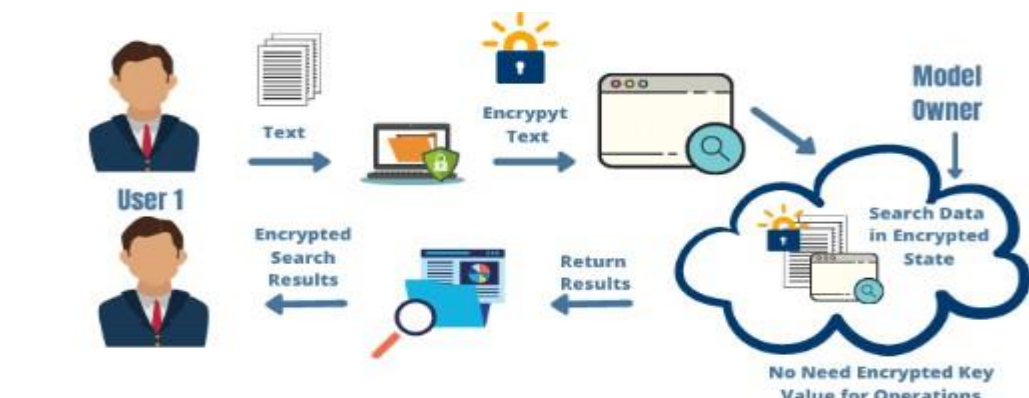 Model
Owner
Encrypyt
Text
Text
User 1
Search Data
in Encrypted
State
Encrypted
Search
Results
Return
Results
No Need Encrypted Key
Value for Operations